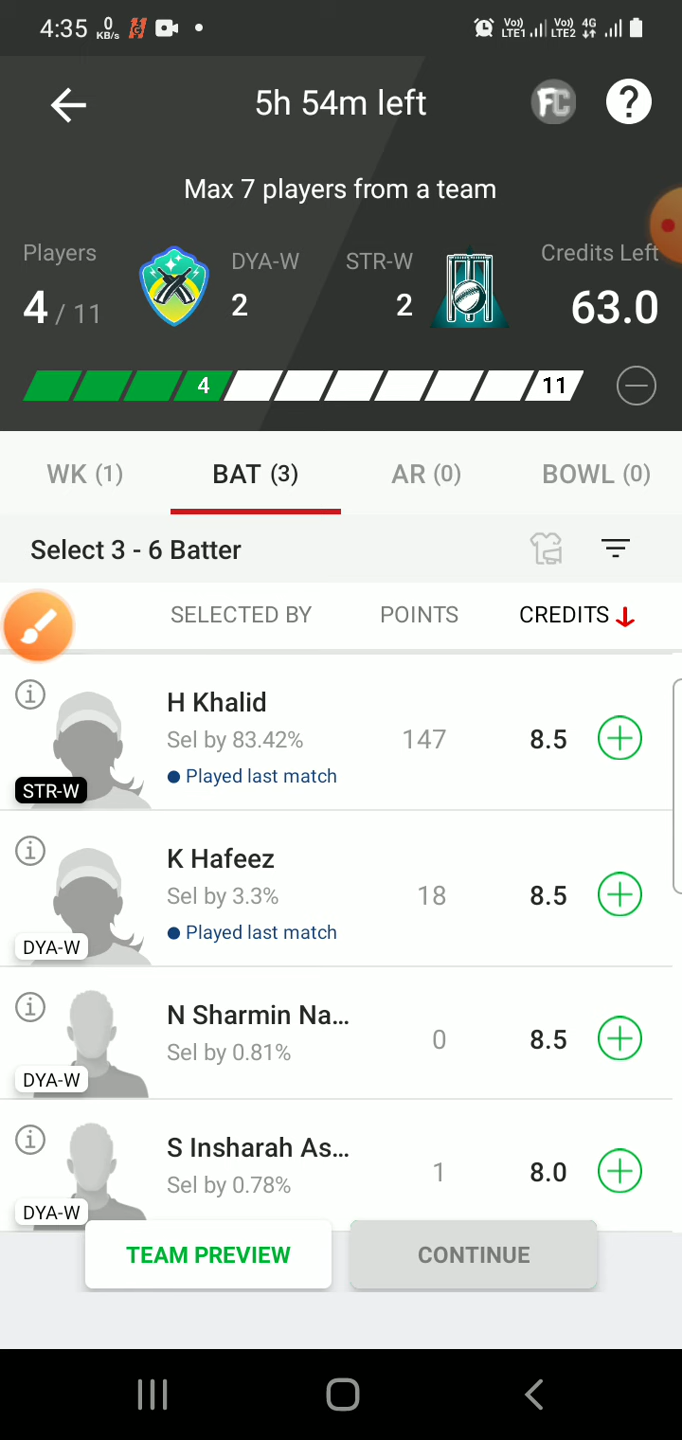 4:35 0 KB/s Vo) LTE1 Vo) LTE2 4G
5h 54m left FC ?
Max 7 players from a team
Players DYA-W STR-W Credits Left
4 / 11 2 2 63.0
4 11
WK (1) BAT (3) AR (0) BOWL (0)
Select 3 - 6 Batter
SELECTED BY POINTS CREDITS
H Khalid
Sel by 83.42% 147 8.5
Played last match
STR-W
K Hafeez
Sel by 3.3% 18 8.5
Played last match
DYA-W
N Sharmin Na...
Sel by 0.81% 0 8.5
DYA-W
S Insharah As...
Sel by 0.78% 1 8.0
DYA-W
TEAM PREVIEW CONTINUE